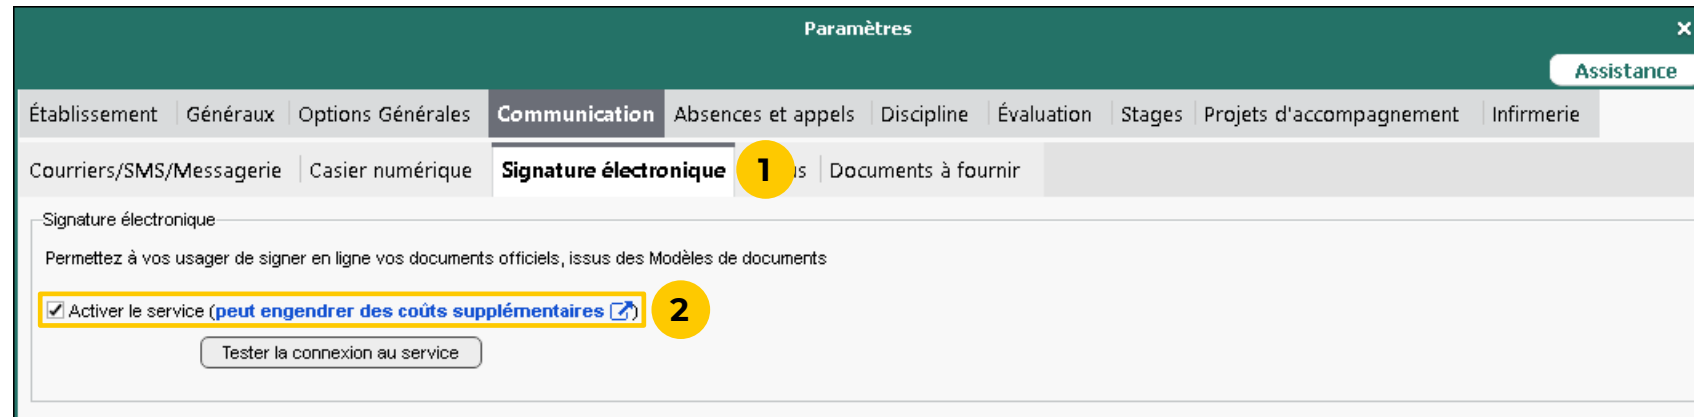 Paramètres
Assistance
Établissement Généraux Options Générales Communication Absences et appels Discipline Évaluation Stages Projets d'accompagnement Infirmerie
Courriers/SMS/Messagerie Casier numérique Signature électronique 1 Documents à fournir
Signature électronique
Permettez à vos usager de signer en ligne vos documents officiels, issus des Modèles de documents
Activer le service (peut engendrer des coûts supplémentaires) 2
Tester la connexion au service